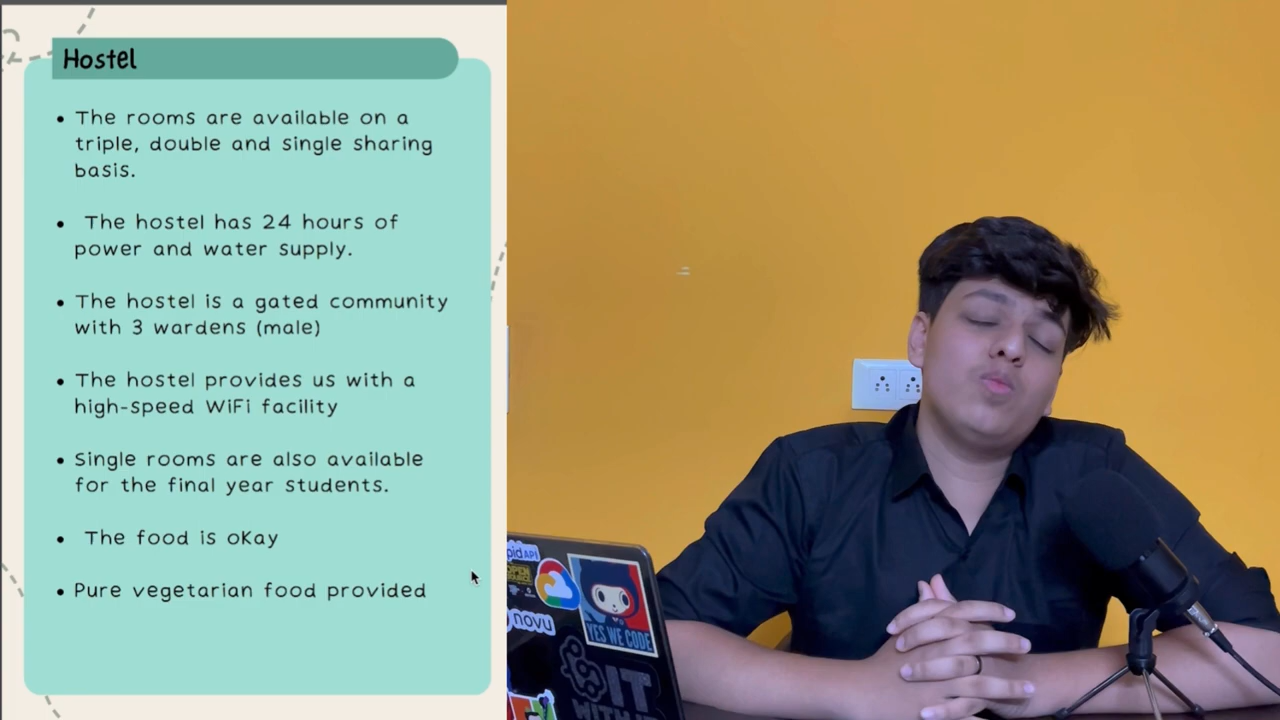 Hostel
• The rooms are available on a
triple, double and single sharing
basis.
• The hostel has 24 hours of
power and water supply.
• The hostel is a gated community
with 3 wardens (male)
• The hostel provides us with a
high-speed WiFi facility
• Single rooms are also available
for the final year students.
• The food is oKay
• Pure vegetarian food provided
pidAPI
OPEN
novu
YES WE CODE
IT